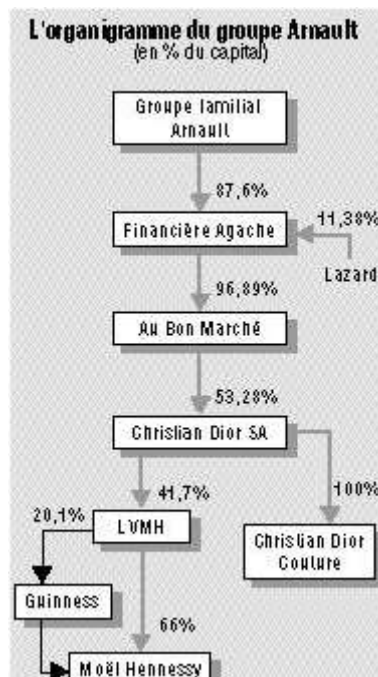 L'organigramme du groupe Arnault
(en % du capital)
Groupe familial
Arnault
87,6%
11,38%
Financière Agache
Lazard
96,89%
Au Bon Marché
53,28%
Christian Dior SA
41,7%
100%
20,1%
LVMH
Christian Dior
Couture
Guinness
66%
Moël Hennessy